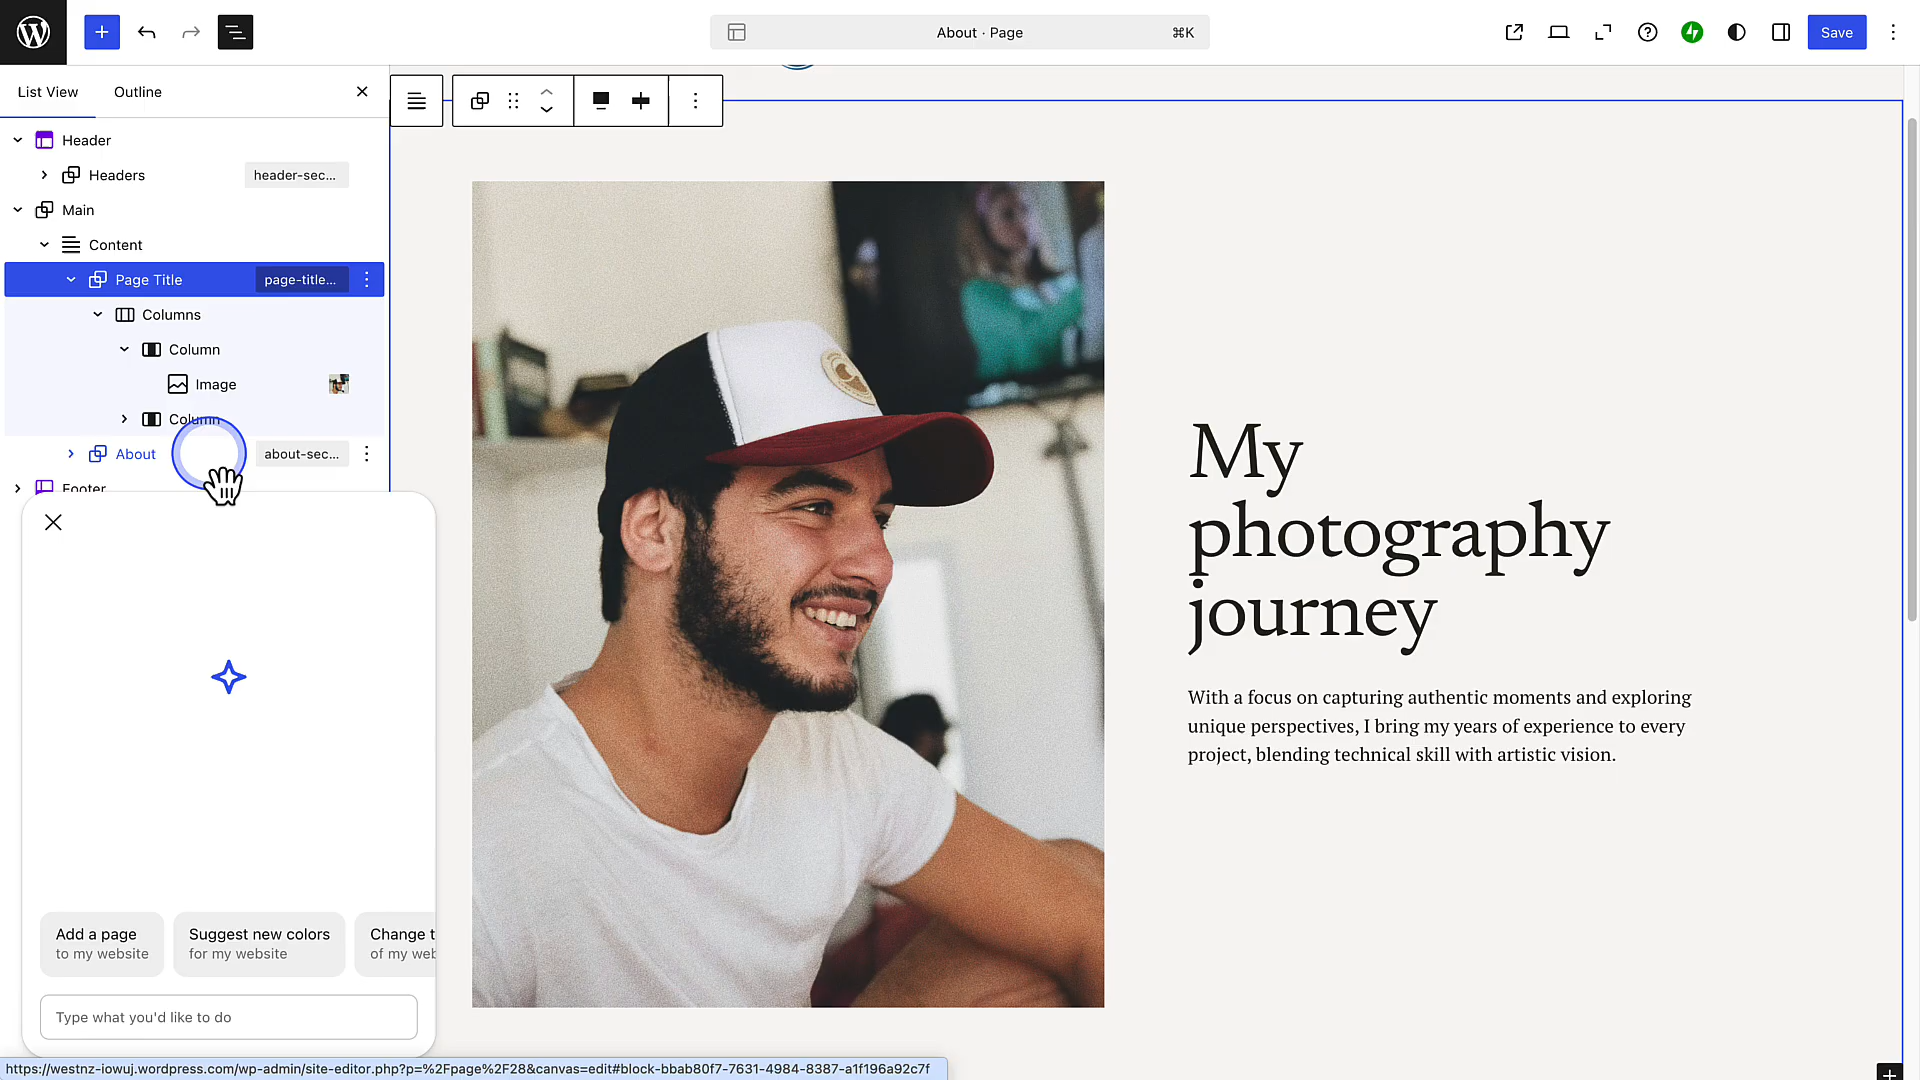 About · Page
⌘K
Save
List View
Outline
Header
Headers
header-sec...
Main
Content
Page Title
page-title...
Columns
Column
Image
Column
About
about-sec...
Footer
My
photography
journey
With a focus on capturing authentic moments and exploring
unique perspectives, I bring my years of experience to every
project, blending technical skill with artistic vision.
Add a page
to my website
Suggest new colors
for my website
Change t
of my web
Type what you'd like to do
https://westnz-iowuj.wordpress.com/wp-admin/site-editor.php?p=%2Fpage%2F28&canvas=edit#block-bbab80f7-7631-4984-8387-a1f196a92c7f